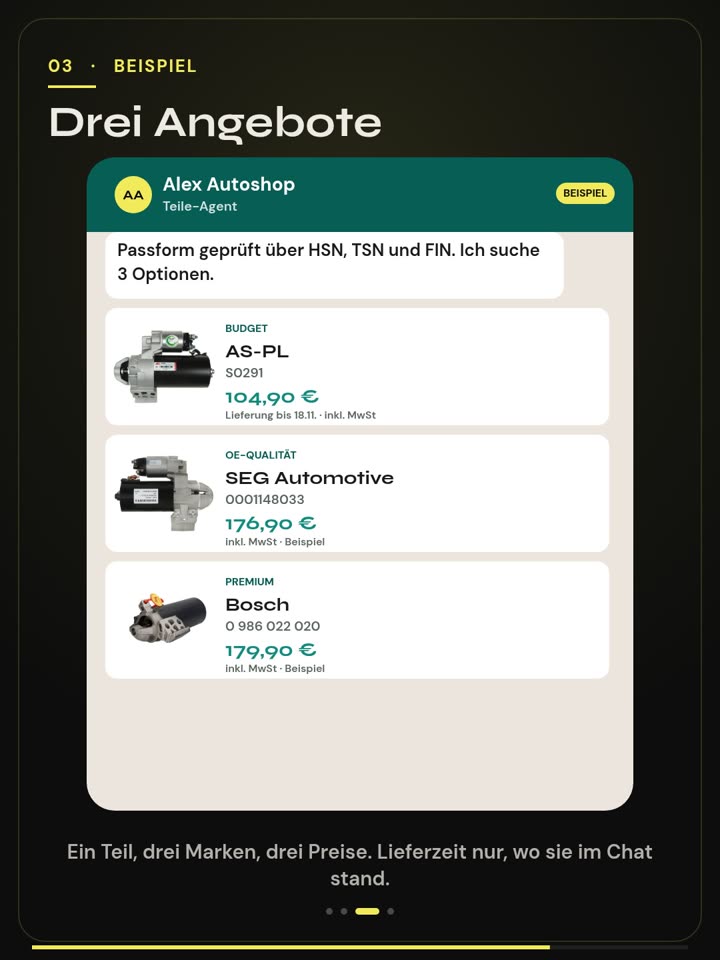 03 · BEISPIEL
Drei Angebote
AA
Alex Autoshop
Teile-Agent
BEISPIEL
Passform geprüft über HSN, TSN und FIN. Ich suche
3 Optionen.
BUDGET
AS-PL
S0291
104,90 €
Lieferung bis 18.11. · inkl. MwSt
OE-QUALITÄT
SEG Automotive
0001148033
176,90 €
inkl. MwSt · Beispiel
PREMIUM
Bosch
0 986 022 020
179,90 €
inkl. MwSt · Beispiel
Ein Teil, drei Marken, drei Preise. Lieferzeit nur, wo sie im Chat
stand.